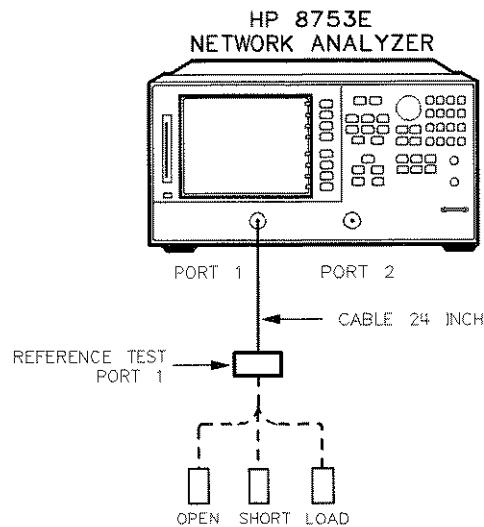 HP 8753E
NETWORK ANALYZER
PORT 1
PORT 2
CABLE 24 INCH
REFERENCE TEST
PORT 1
OPEN
SHORT
LOAD